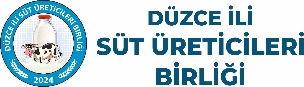 DÜZCE İLİ SÜT ÜRETİCİLERİ BİRLİĞİ
2024
DÜZCE İLİ
SÜT ÜRETİCİLERİ
BİRLİĞİ